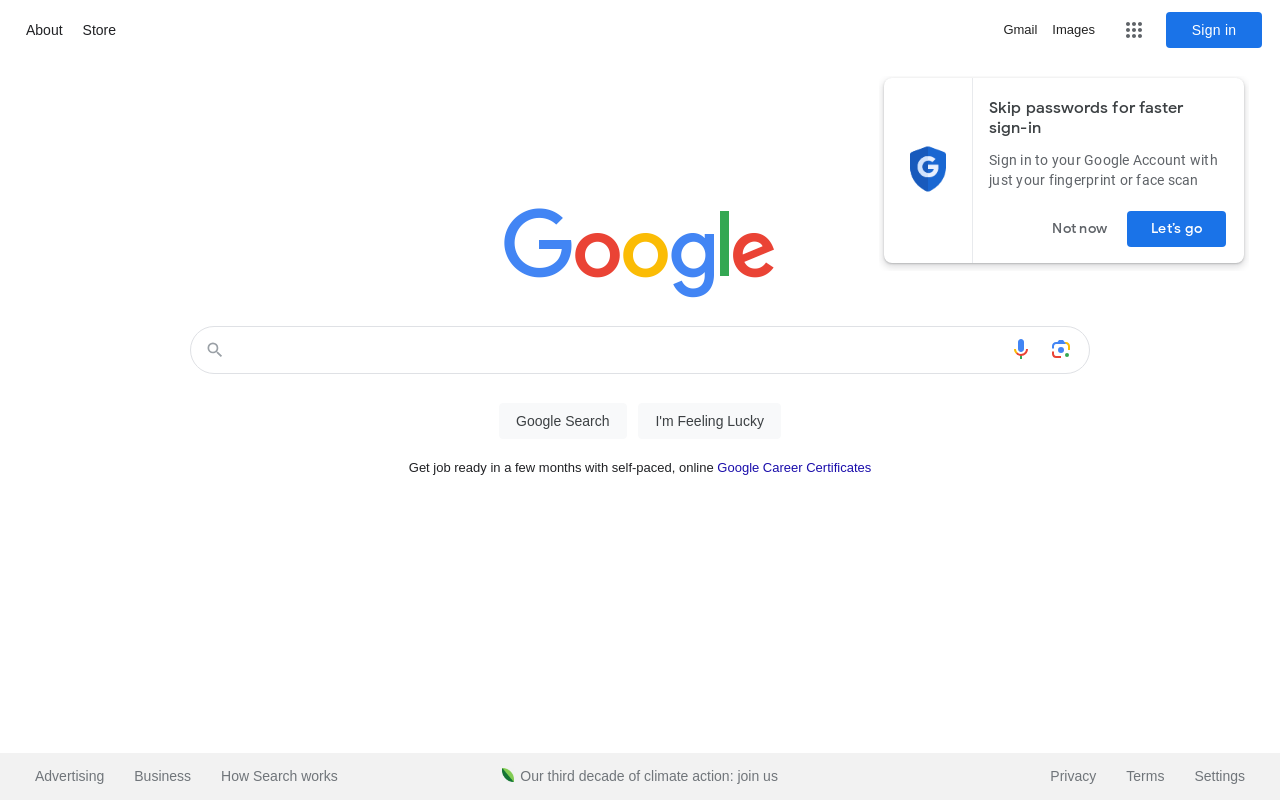 About Store
Gmail Images
Sign in
Skip passwords for faster
sign-in
Sign in to your Google Account with
just your fingerprint or face scan
Not now Let's go
Google
Google Search I'm Feeling Lucky
Get job ready in a few months with self-paced, online Google Career Certificates
Advertising Business How Search works
Our third decade of climate action: join us
Privacy Terms Settings